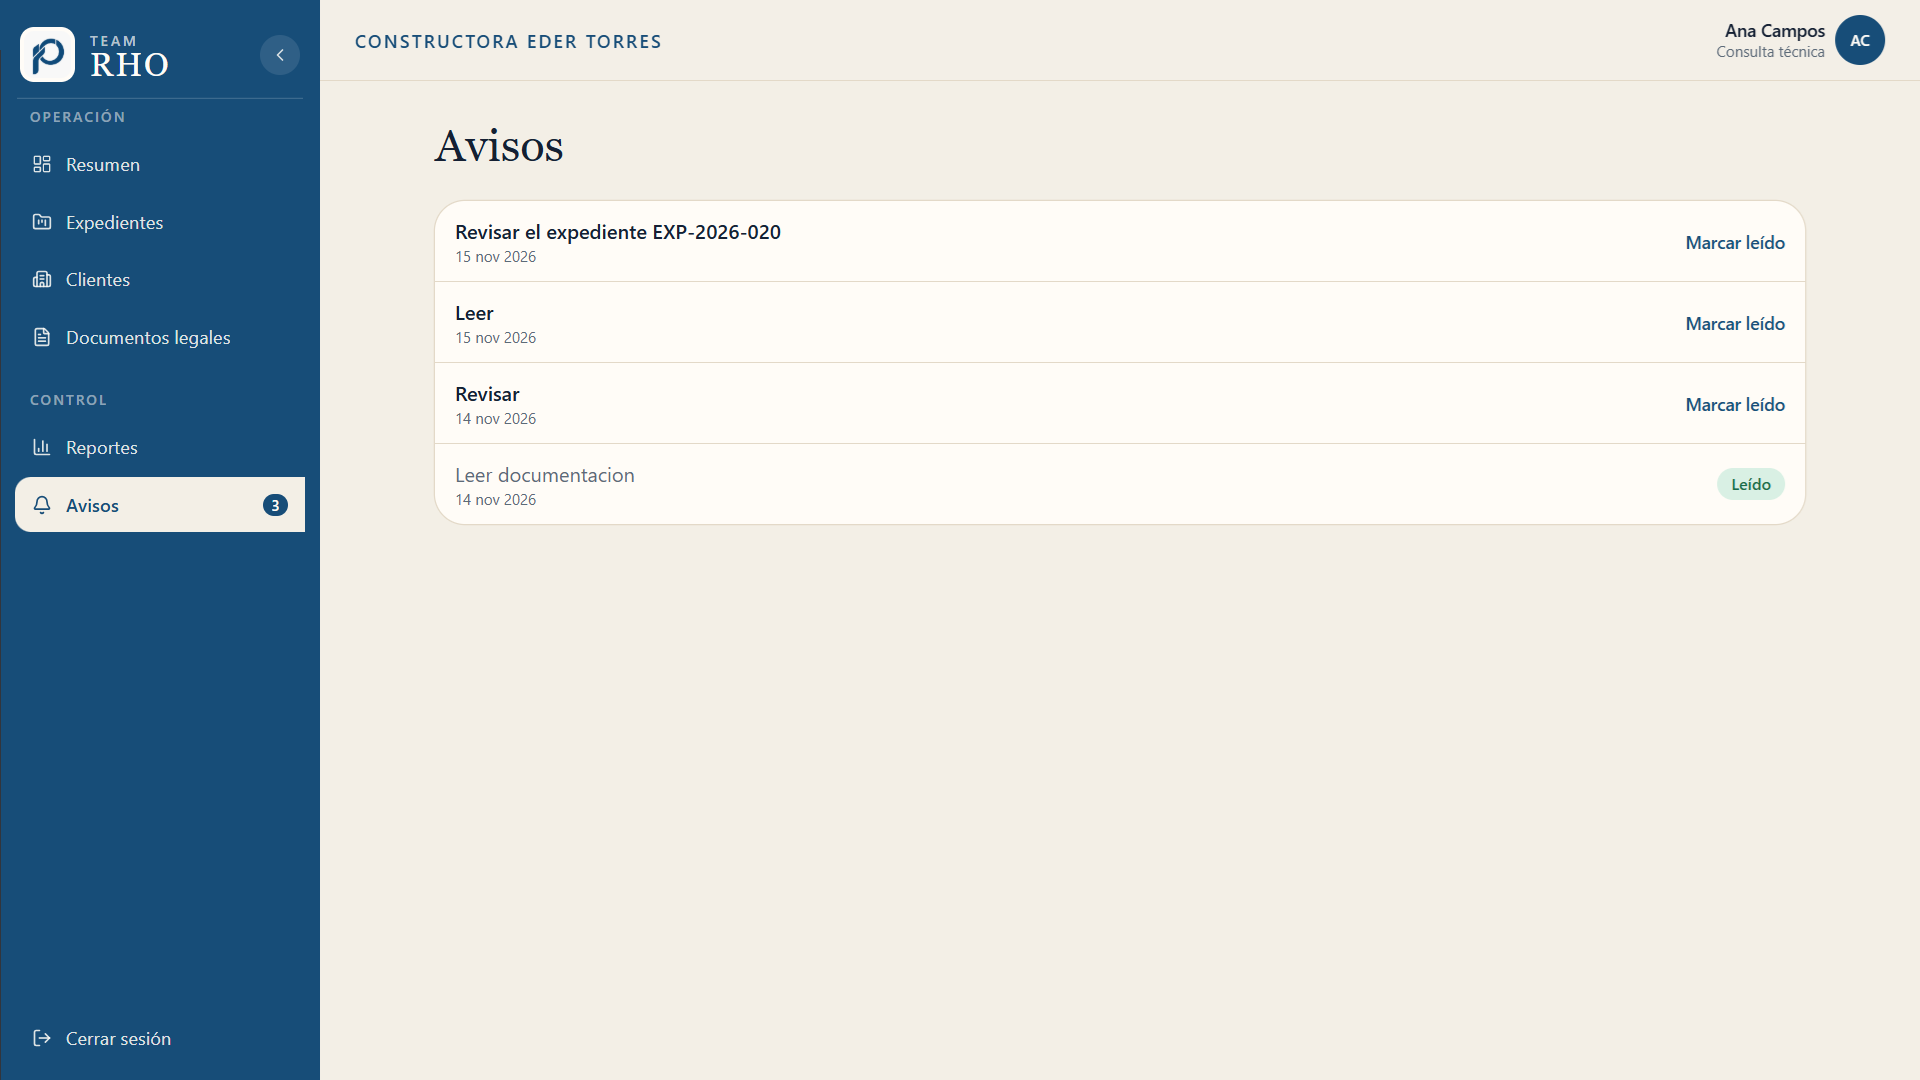 TEAM
RHO
OPERACIÓN
Resumen
Expedientes
Clientes
Documentos legales
CONTROL
Reportes
Avisos 3
Cerrar sesión
CONSTRUCTORA EDER TORRES
Ana Campos
Consulta técnica
AC
Avisos
Revisar el expediente EXP-2026-020
15 nov 2026
Marcar leído
Leer
15 nov 2026
Marcar leído
Revisar
14 nov 2026
Marcar leído
Leer documentacion
14 nov 2026
Leído